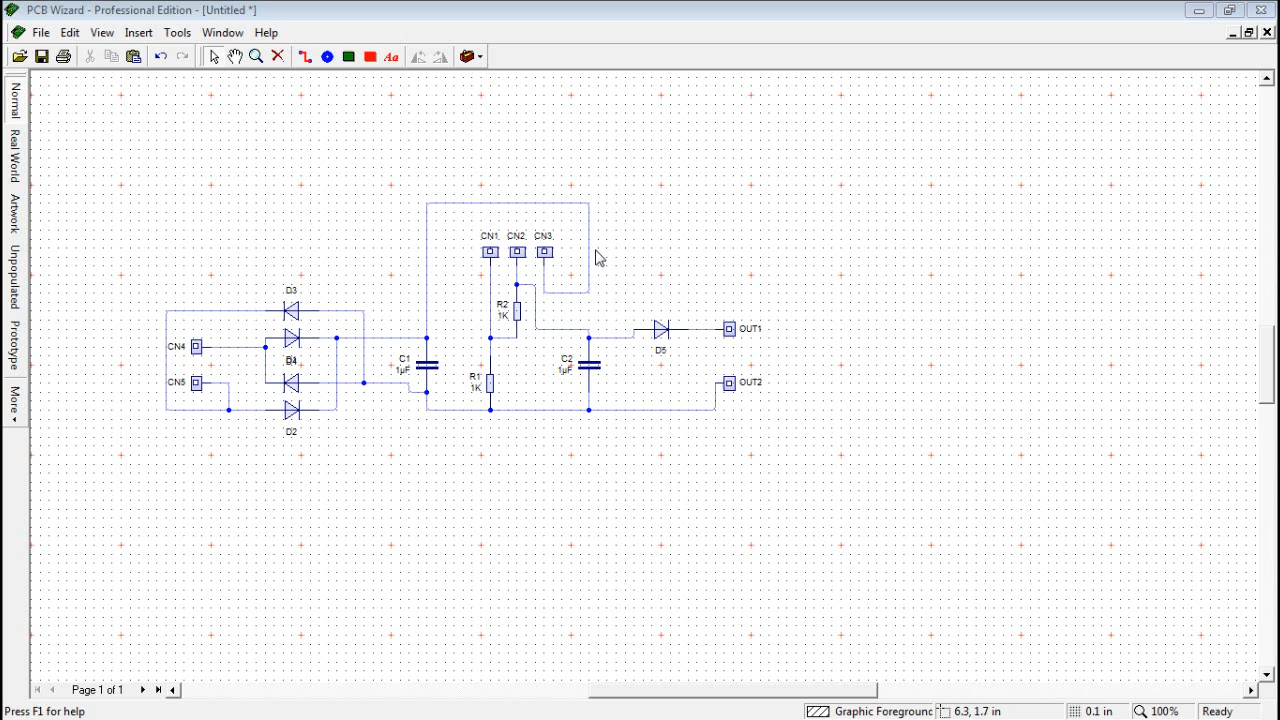 PCB Wizard - Professional Edition - [Untitled *]
File Edit View Insert Tools Window Help
Aa
Normal
Real World
Artwork
Unpopulated
Prototype
More
CN1 CN2 CN3
D3
R2
1K
CN4
OUT1
D5
D4
C1
1µF
C2
1µF
R1
1K
CN5
OUT2
D2
Page 1 of 1
Press F1 for help
Graphic Foreground
6.3, 1.7 in
0.1 in
100%
Ready